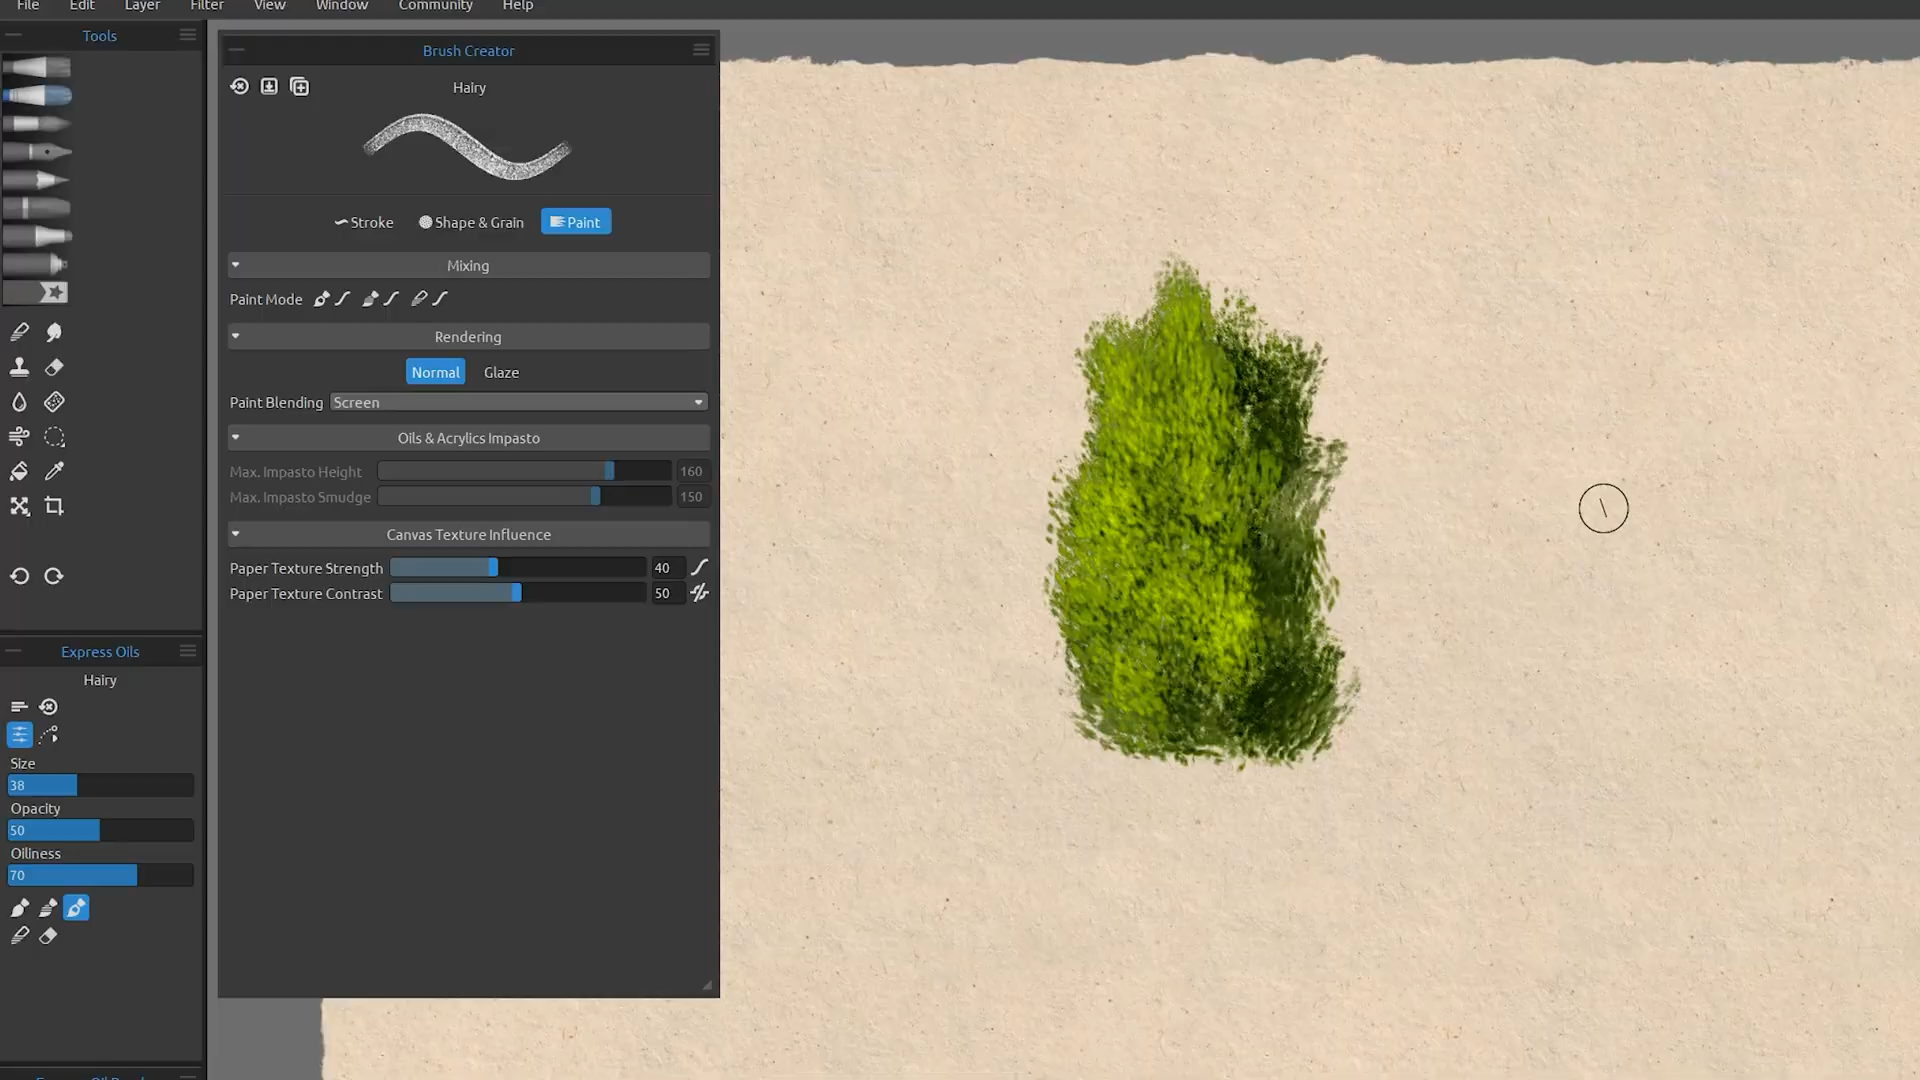 File Edit Layer Filter View Window Community Help
Tools
Brush Creator
Hairy
Stroke Shape & Grain Paint
Mixing
Paint Mode
Rendering
Normal Glaze
Paint Blending Screen
Oils & Acrylics Impasto
Max. Impasto Height 160
Max. Impasto Smudge 150
Canvas Texture Influence
Paper Texture Strength 40
Paper Texture Contrast 50
Express Oils
Hairy
Size
38
Opacity
50
Oiliness
70